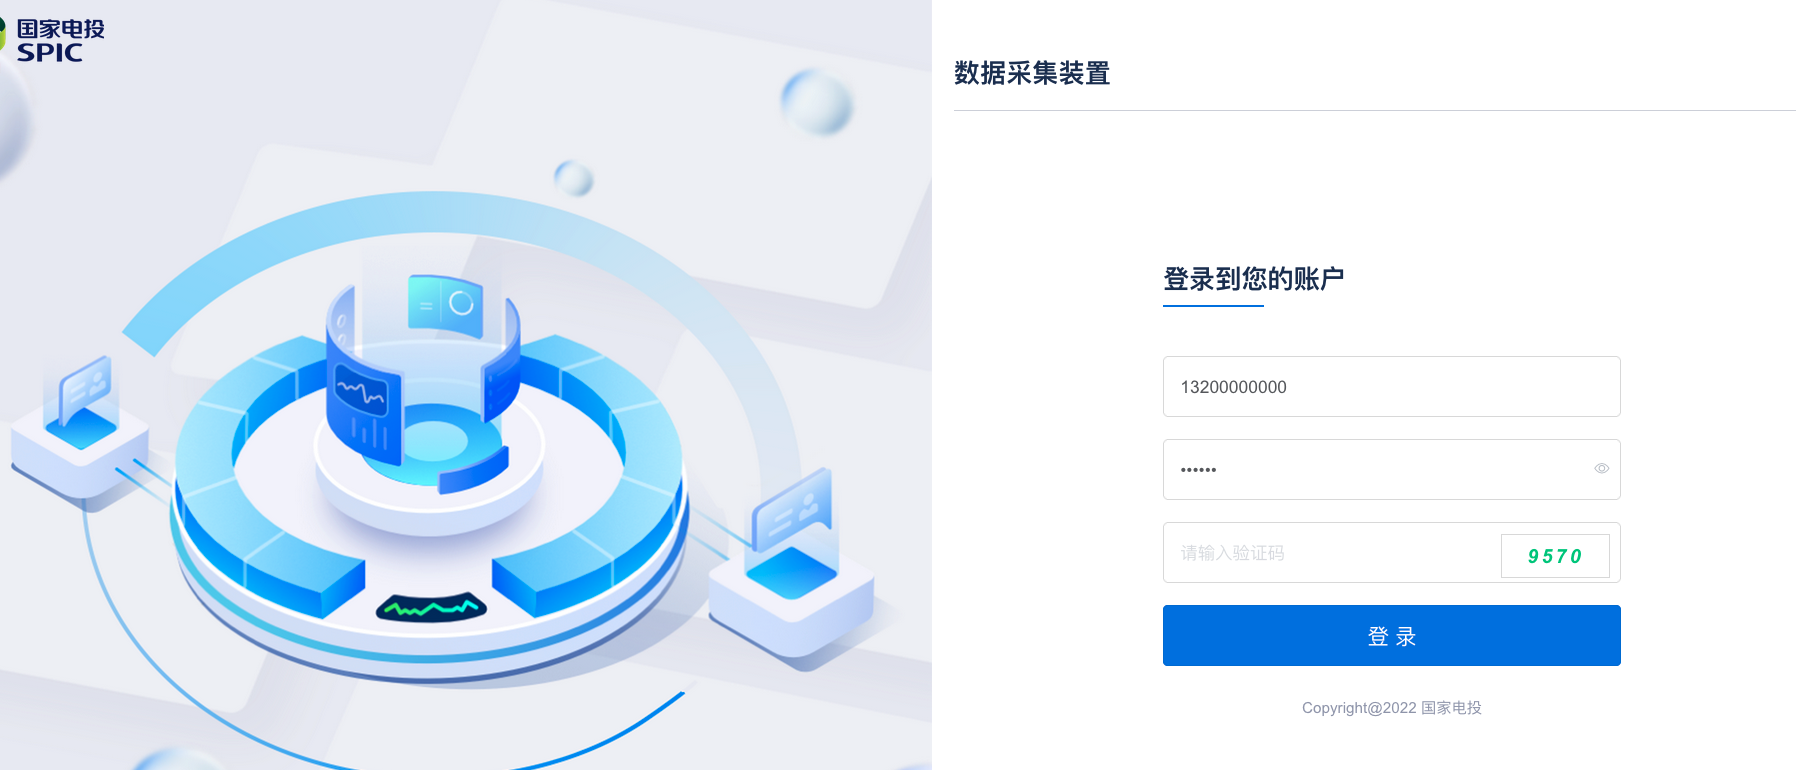 国家电投
SPIC
数据采集装置
登录到您的账户
13200000000
••••••
请输入验证码
9570
登 录
Copyright@2022 国家电投